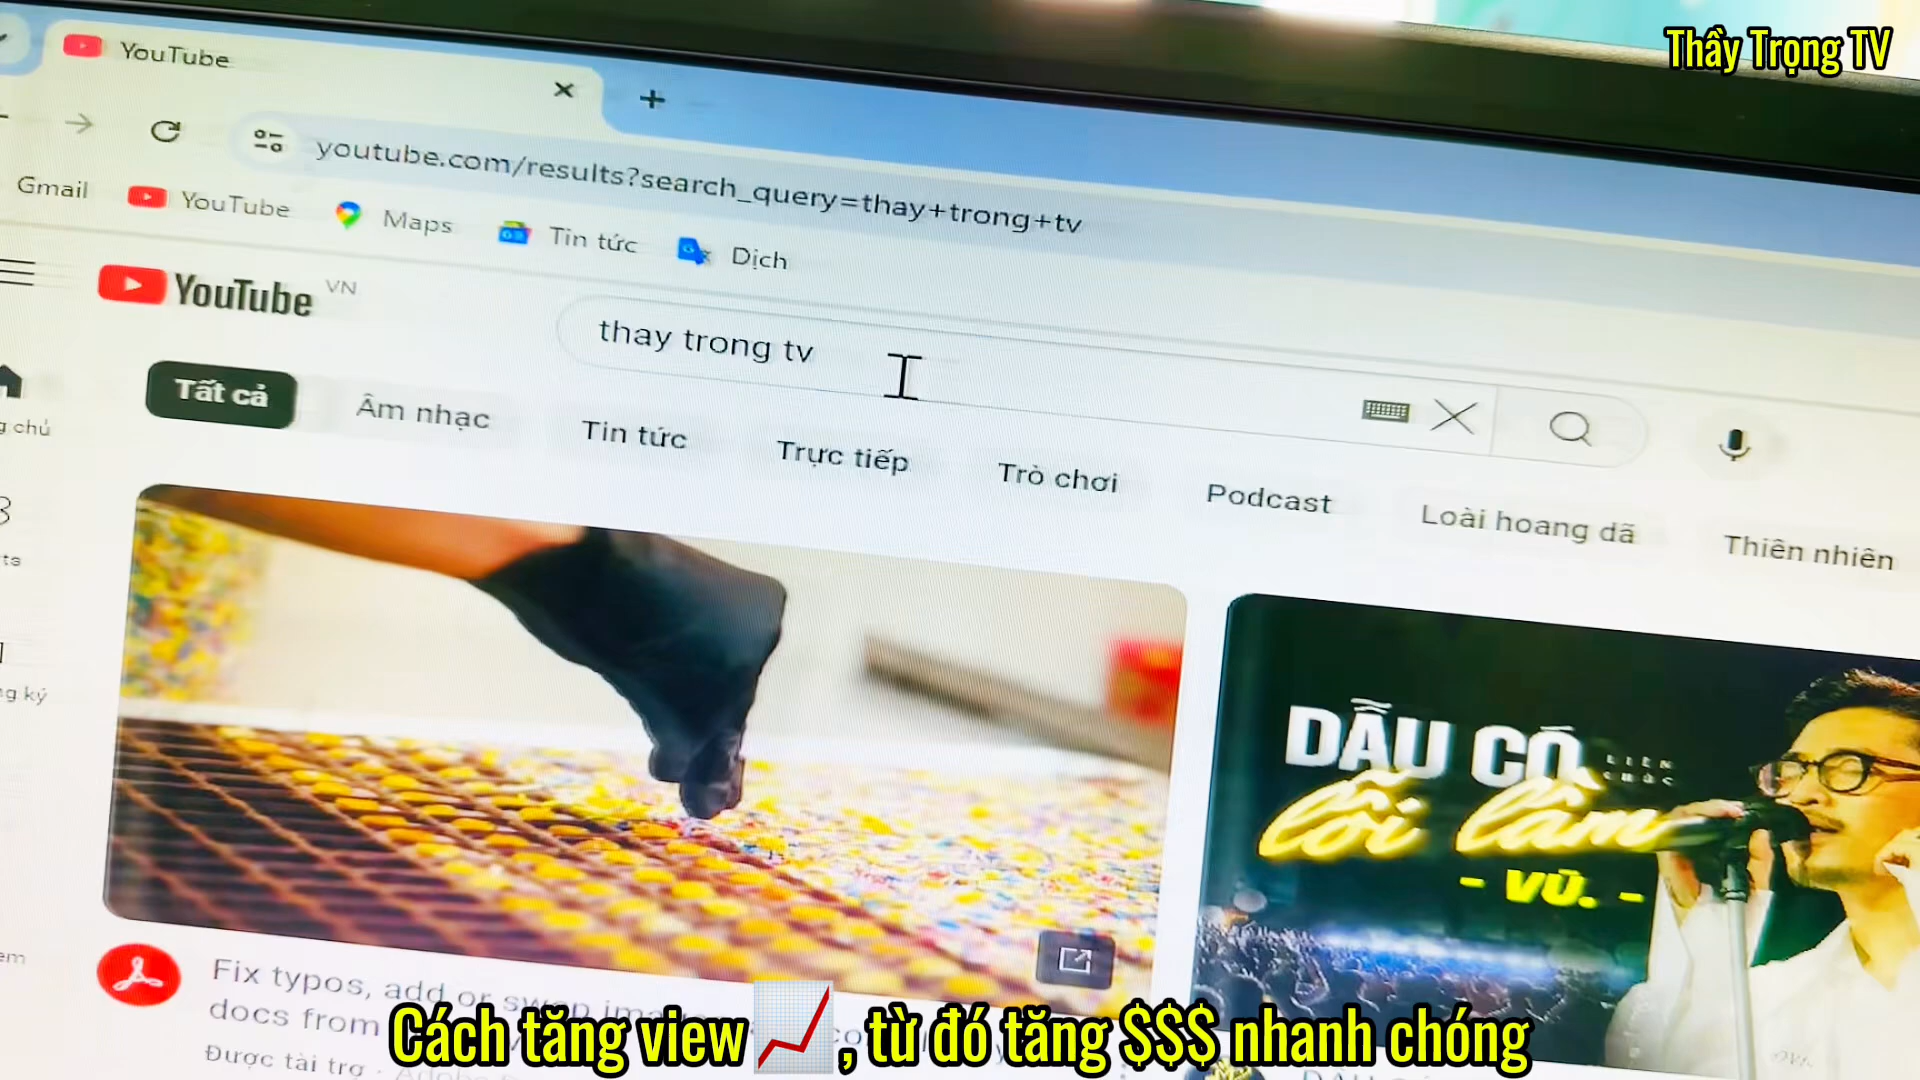 Thầy Trọng TV
YouTube
youtube.com/results?search_query=thay+trong+tv
Gmail
YouTube
Maps
Tin tức
Dịch
YouTube VN
thay trong tv
Tất cả
Âm nhạc
Tin tức
Trực tiếp
Trò chơi
Podcast
Loài hoang dã
Thiên nhiên
DẪU CÓ
lỗi lầm
- VŨ. -
Fix typos, add or swap
docs from
Được tài trợ
Cách tăng view📈, từ đó tăng $$$ nhanh chóng